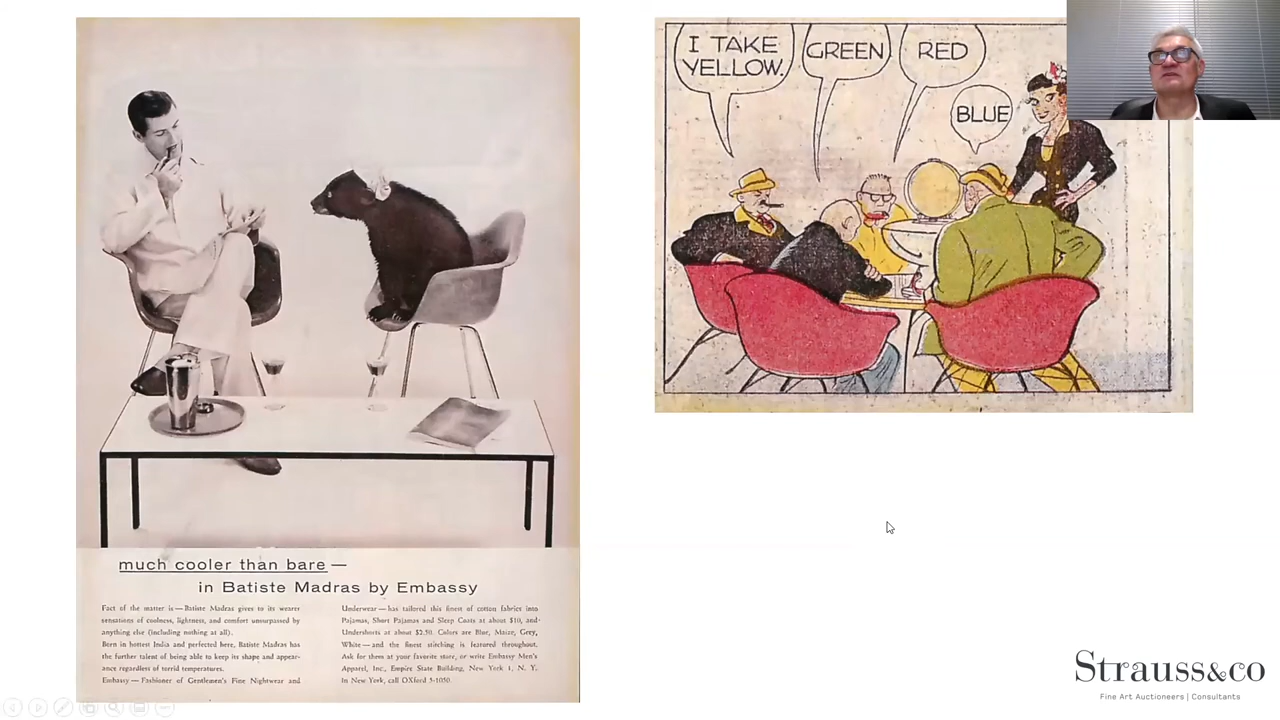 much cooler than bare —
in Batiste Madras by Embassy
Fact of the matter is — Batiste Madras gives to its wearer
sensations of coolness, lightness, and comfort unsurpassed by
anything else (including nothing at all).
Born in hottest India and perfected here, Batiste Madras has
the further talent of being able to keep its shape and appear-
ance regardless of torrid temperatures.
Embassy — Fashioner of Gentlemen's Fine Nightwear and
Underwear — has tailored this finest of cotton fabrics into
Pajamas, Short Pajamas and Sleep Coats at about $10, and
Undershorts at about $2.50. Colors are Blue, Maize, Grey,
White — and the finest stitching is featured throughout.
Ask for them at your favorite store, or write Embassy Men's
Apparel, Inc., Empire State Building, New York 1, N. Y.
In New York, call OXford 5-1050.
I TAKE
YELLOW.
GREEN
RED
BLUE
Strauss&co
Fine Art Auctioneers | Consultants